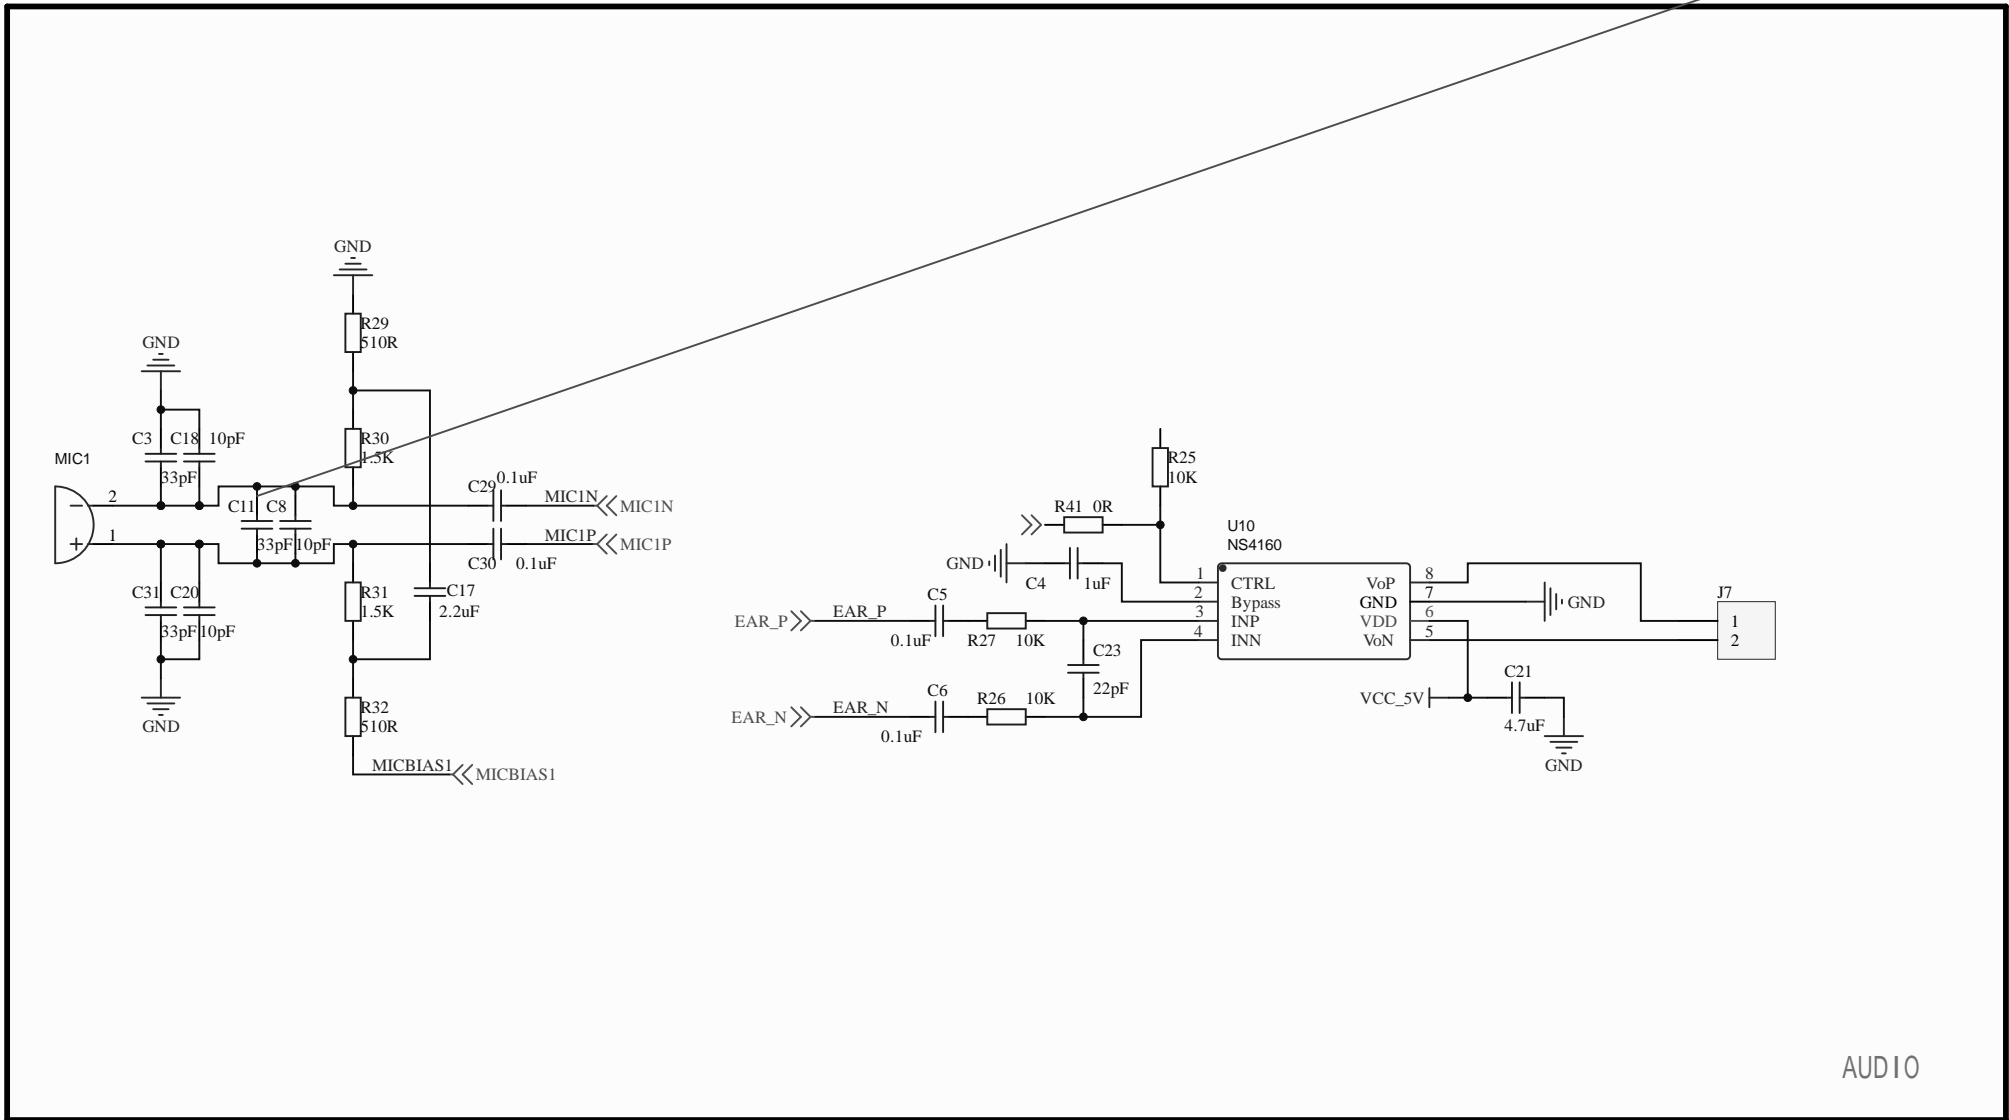 GND
R29
510R
GND
R30
1.5K
C3
C18
10pF
33pF
MIC1
2
1
C11
C8
33pF
10pF
C29
0.1uF
MIC1N
MIC1N
MIC1P
MIC1P
C30
0.1uF
C31
C20
33pF
10pF
GND
R31
1.5K
C17
2.2uF
R32
510R
MICBIAS1
MICBIAS1
R25
10K
R41 0R
GND
C4
1uF
EAR_P
EAR_P
C5
0.1uF
R27
10K
C23
22pF
EAR_N
EAR_N
C6
0.1uF
R26
10K
U10
NS4160
1
CTRL
2
Bypass
3
INP
4
INN
VoP
8
GND
7
VDD
6
VoN
5
GND
J7
1
2
VCC_5V
C21
4.7uF
GND
AUDIO